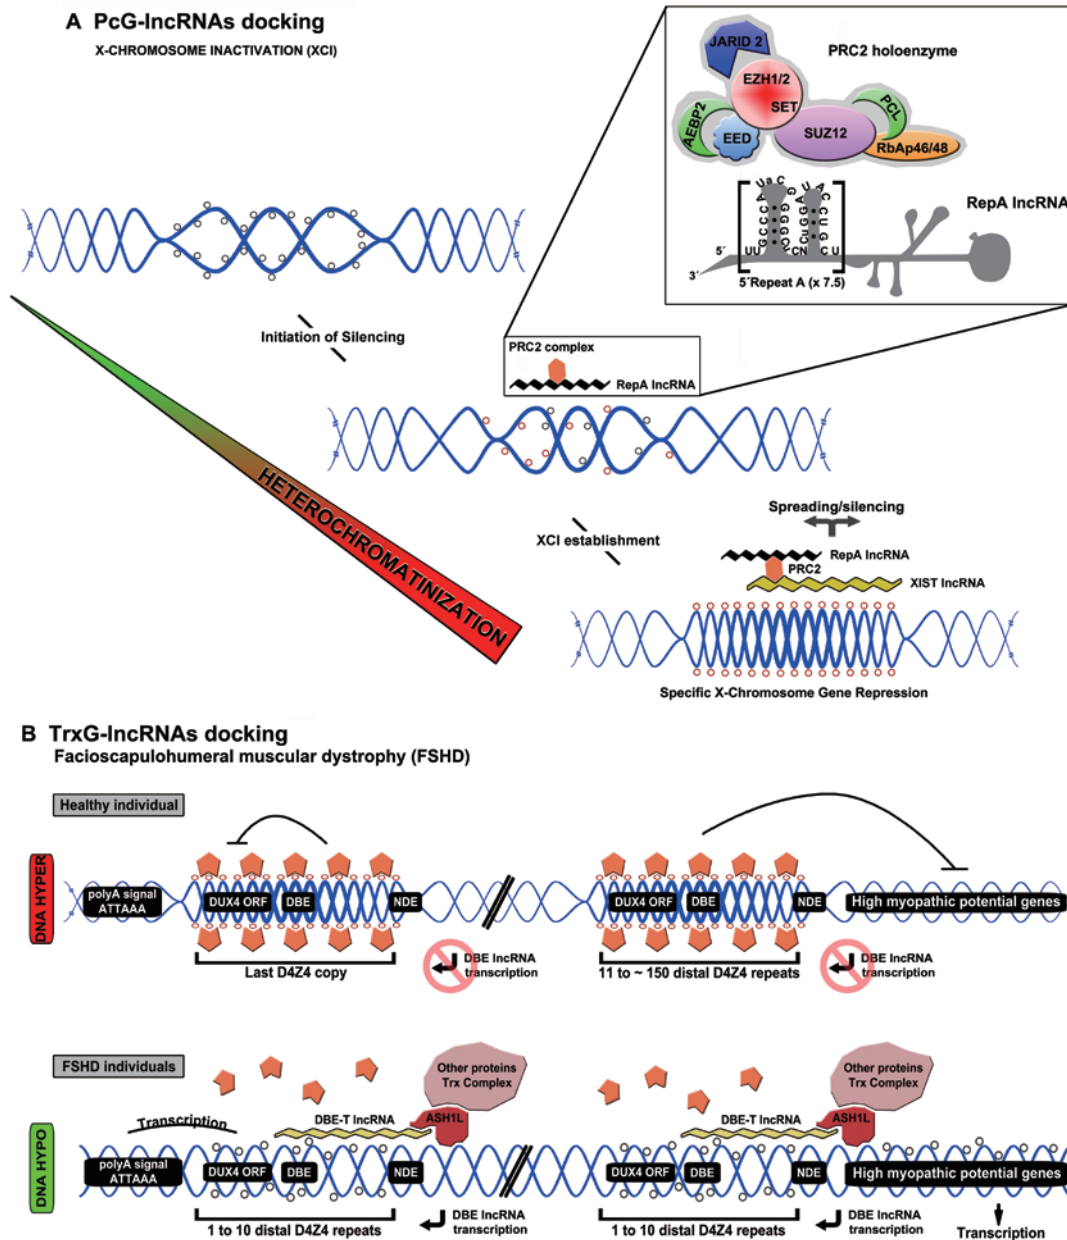 A PcG-lncRNAs docking
X-CHROMOSOME INACTIVATION (XCI)
JARID 2
PRC2 holoenzyme
EZH1/2
SET
AEBP2
EED
SUZ12
PCL
RbAp46/48
RepA lncRNA
5´
3´
5´Repeat A (x 7.5)
Initiation of Silencing
PRC2 complex
RepA lncRNA
HETEROCHROMATINIZATION
XCI establishment
Spreading/silencing
RepA lncRNA
PRC2
XIST lncRNA
Specific X-Chromosome Gene Repression
B TrxG-lncRNAs docking
Facioscapulohumeral muscular dystrophy (FSHD)
Healthy individual
DNA HYPER
polyA signal
ATTAAA
DUX4 ORF
DBE
NDE
DUX4 ORF
DBE
NDE
High myopathic potential genes
Last D4Z4 copy
DBE lncRNA
transcription
11 to ~ 150 distal D4Z4 repeats
DBE lncRNA
transcription
FSHD individuals
Other proteins
Trx Complex
Other proteins
Trx Complex
Transcription
DBE-T lncRNA
ASH1L
DBE-T lncRNA
ASH1L
DNA HYPO
polyA signal
ATTAAA
DUX4 ORF
DBE
NDE
DUX4 ORF
DBE
NDE
High myopathic potential genes
1 to 10 distal D4Z4 repeats
DBE lncRNA
transcription
1 to 10 distal D4Z4 repeats
DBE lncRNA
transcription
Transcription